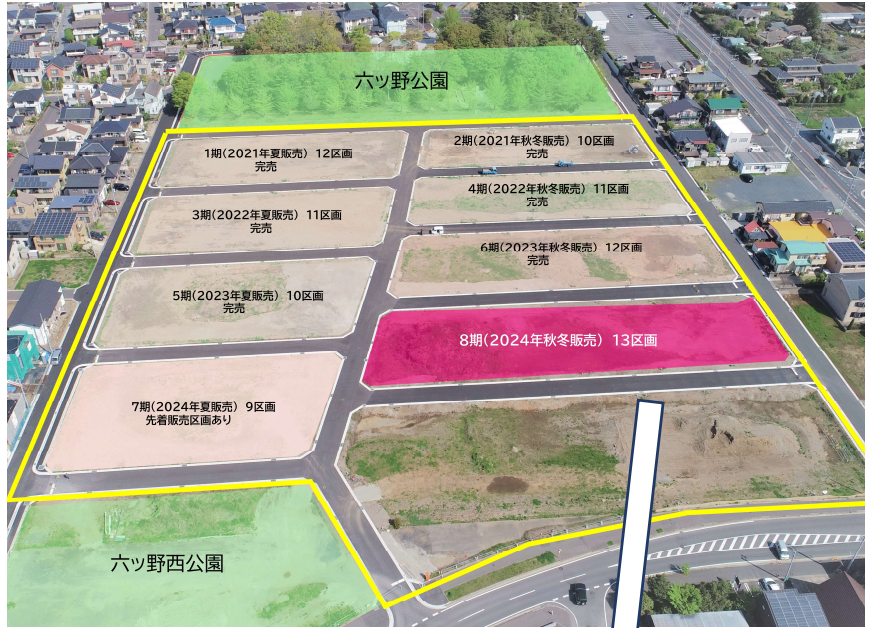 六ッ野公園
1期(2021年夏販売) 12区画
完売
2期(2021年秋冬販売) 10区画
完売
3期(2022年夏販売) 11区画
完売
4期(2022年秋冬販売) 11区画
完売
5期(2023年夏販売) 10区画
完売
6期(2023年秋冬販売) 12区画
完売
7期(2024年夏販売) 9区画
先着販売区画あり
8期(2024年秋冬販売) 13区画
六ッ野西公園